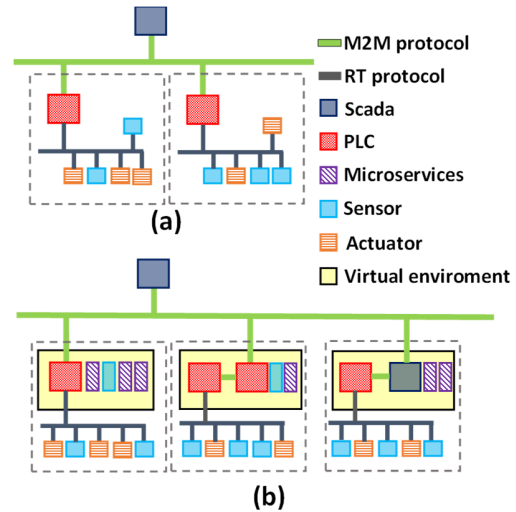 M2M protocol
RT protocol
Scada
PLC
Microservices
Sensor
Actuator
Virtual enviroment
(a)
(b)